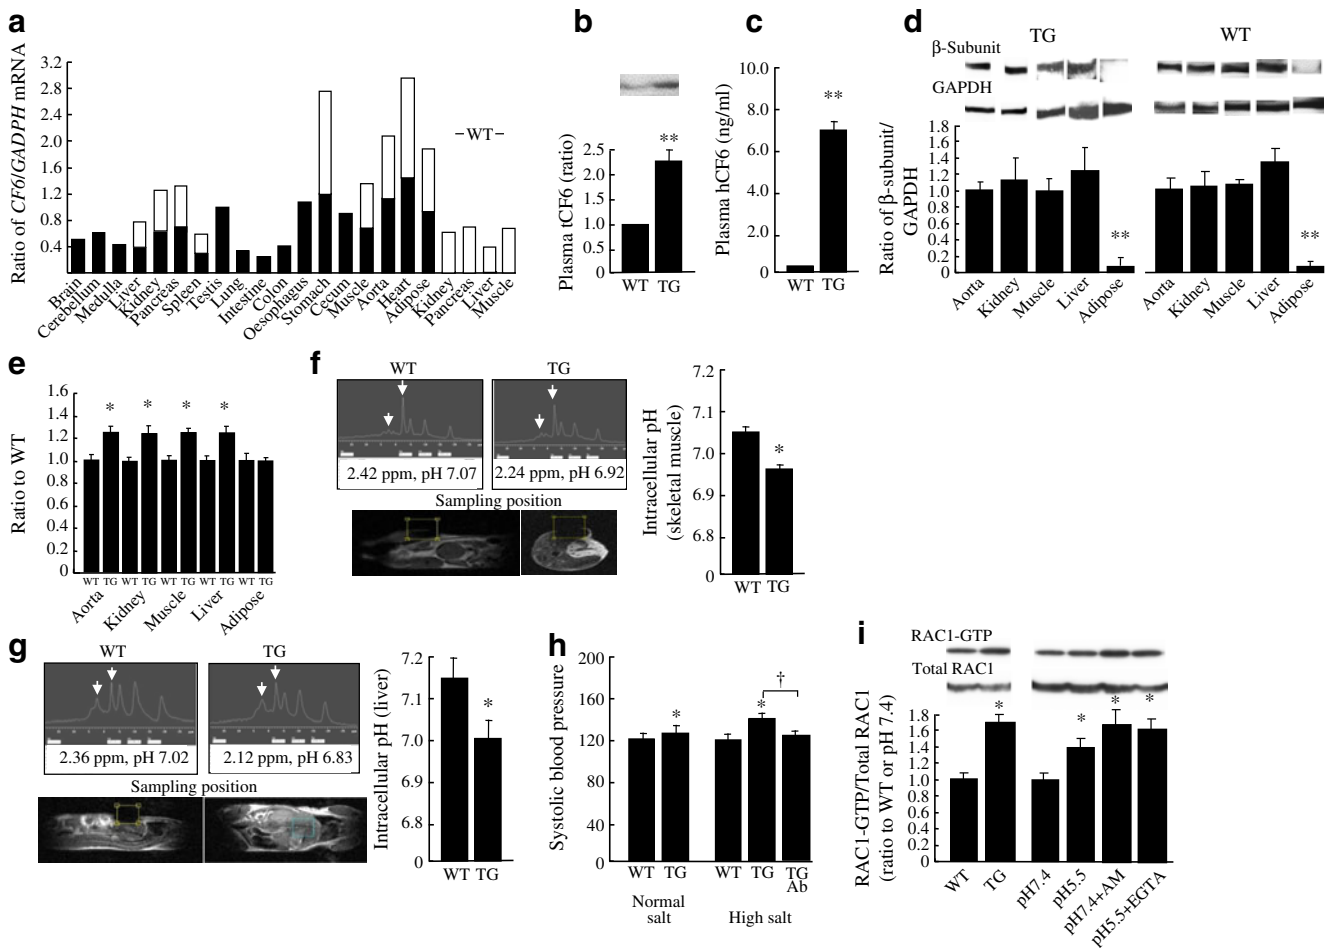 a
Ratio of CF6/GADPH mRNA
3.2
2.8
2.4
2.0
1.6
1.2
0.8
0.4
WT
Brain
Cerebellum
Medulla
Liver
Kidney
Pancreas
Spleen
Testis
Lung
Intestine
Colon
Oesophagus
Stomach
Cecum
Muscle
Aorta
Heart
Adipose
Kidney
Pancreas
Liver
Muscle
b
Plasma tCF6 (ratio)
2.5
2.0
1.5
1.0
0.5
0
**
WT TG
c
Plasma hCF6 (ng/ml)
10.0
8.0
6.0
4.0
2.0
0
**
WT TG
d
TG
WT
β-Subunit
GAPDH
Ratio of β-subunit/
GAPDH
1.8
1.6
1.4
1.2
1.0
0.8
0.6
0.4
0.2
0
**
**
Aorta
Kidney
Muscle
Liver
Adipose
Aorta
Kidney
Muscle
Liver
Adipose
e
Ratio to WT
1.6
1.4
1.2
1.0
0.8
0.6
0.4
0.2
0
* * * *
WT TG WT TG WT TG WT TG WT TG
Aorta
Kidney
Muscle
Liver
Adipose
f
WT
TG
2.42 ppm, pH 7.07
2.24 ppm, pH 6.92
Sampling position
Intracellular pH
(skeletal muscle)
7.2
7.1
7.0
6.9
6.8
0
*
WT TG
g
WT
TG
2.36 ppm, pH 7.02
2.12 ppm, pH 6.83
Sampling position
Intracellular pH (liver)
7.2
7.1
7.0
6.9
6.8
0
*
WT TG
h
Systolic blood pressure
200
160
120
80
40
0
*
*
†
WT TG WT TG TG
Ab
Normal
salt
High salt
i
RAC1-GTP
Total RAC1
RAC1-GTP/Total RAC1
(ratio to WT or pH 7.4)
1.8
1.6
1.4
1.2
1.0
0.8
0.6
0.4
0.2
0
* * * *
WT
TG
pH7.4
pH5.5
pH7.4+AM
pH5.5+EGTA